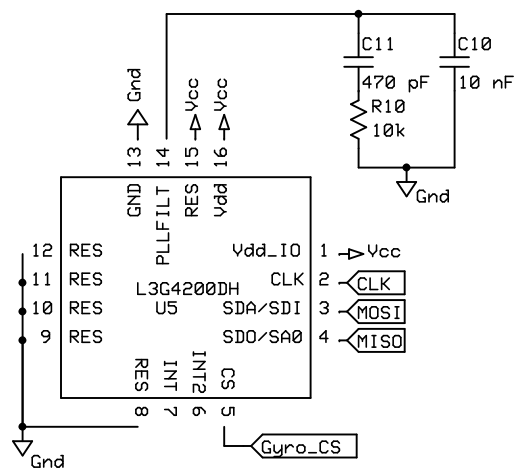 C11
C10
470 pF
10 nF
R10
10k
Gnd
Gnd
Vcc
Vcc
13
14
15
16
GND
PLLFILT
RES
Vdd
12 RES
Vdd_IO 1
Vcc
11 RES
CLK 2
CLK
L3G4200DH
10 RES
U5
SDA/SDI 3
MOSI
9 RES
SDO/SA0 4
MISO
RES
INT
INT2
CS
8
7
6
5
Gyro_CS
Gnd